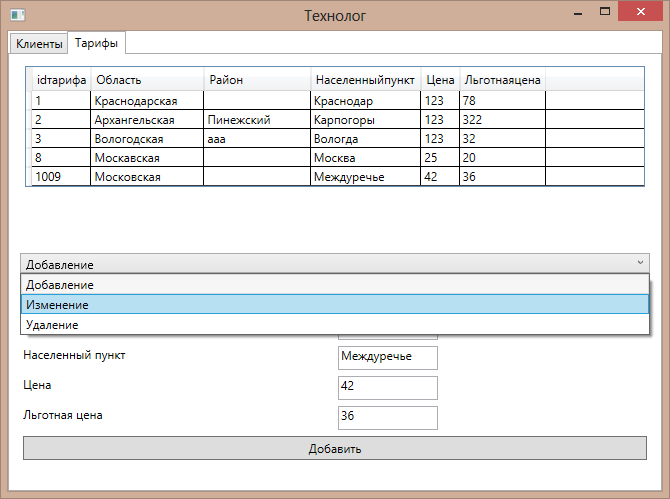 Технолог
Клиенты Тарифы
idтарифа Область Район Населенныйпункт Цена Льготнаяцена
1 Краснодарская Краснодар 123 78
2 Архангельская Пинежский Карпогоры 123 322
3 Вологодская ааа Вологда 123 32
8 Москавская Москва 25 20
1009 Московская Междуречье 42 36
Добавление
Добавление
Изменение
Удаление
Населенный пункт Междуречье
Цена 42
Льготная цена 36
Добавить